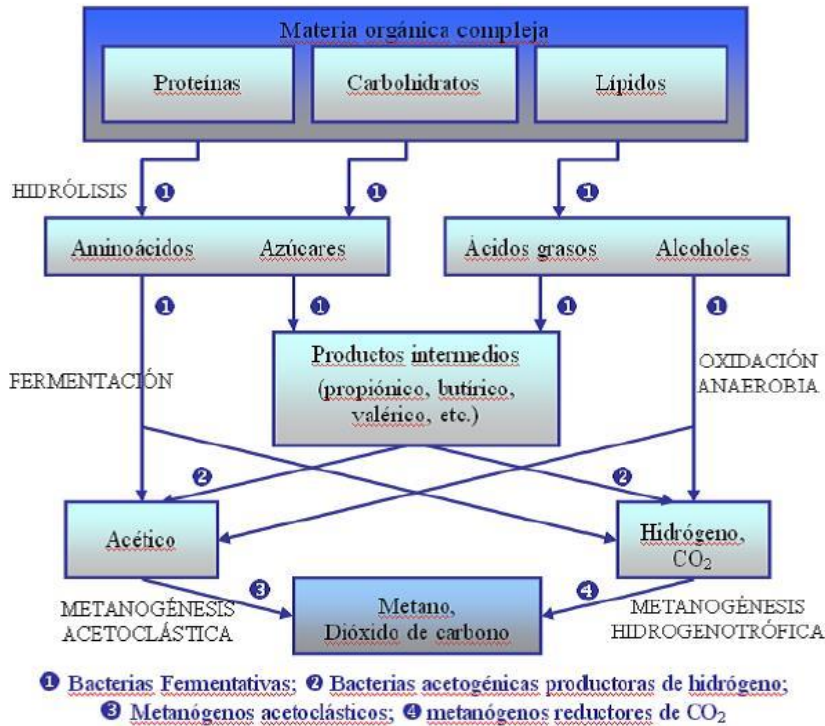 Materia orgánica compleja
Proteínas
Carbohidratos
Lípidos
HIDRÓLISIS
❶
❶
❶
Aminoácidos
Azúcares
Ácidos grasos
Alcoholes
❶
❶
❶
❶
FERMENTACIÓN
Productos intermedios
(propiónico, butírico,
valérico, etc.)
OXIDACIÓN
ANAEROBIA
❷
❷
Acético
Hidrógeno,
CO₂
❸
❹
METANOGÉNESIS
ACETOCLÁSTICA
Metano,
Dióxido de carbono
METANOGÉNESIS
HIDROGENOTRÓFICA
❶ Bacterias Fermentativas; ❷ Bacterias acetogénicas productoras de hidrógeno;
❸ Metanógenos acetoclásticos; ❹ metanógenos reductores de CO₂